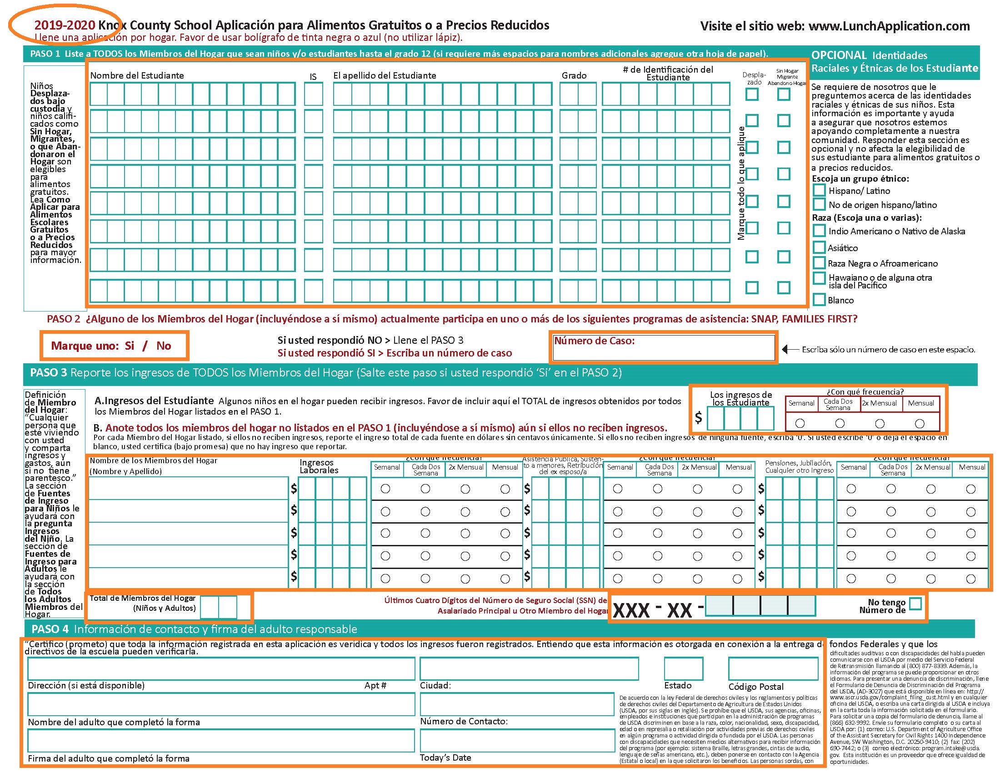 2019-2020 Knox County School Aplicación para Alimentos Gratuitos o a Precios Reducidos
Visite el sitio web: www.LunchApplication.com
Llene una aplicación por hogar. Favor de usar bolígrafo de tinta negra o azul (no utilizar lápiz).
PASO 1 Liste a TODOS los Miembros del Hogar que sean niños y/o estudiantes hasta el grado 12 (si requiere más espacios para nombres adicionales agregue otra hoja de papel).
Niños
Desplaza-
dos bajo
custodia y
niños califi-
cados como
Sin Hogar,
Migrantes,
o que Aban-
donaron el
Hogar son
elegibles
para
alimentos
gratuitos.
Lea Como
Aplicar para
Alimentos
Escolares
Gratuitos
o a Precios
Reducidos
para mayor
información.
Nombre del Estudiante
IS
El apellido del Estudiante
Grado
# de Identificación del
Estudiante
Despla-
zado
Sin Hogar
Migrante
Abandono Hogar
Marque todo lo que aplique
OPCIONAL Identidades
Raciales y Étnicas de los Estudiante
Se requiere de nosotros que le
preguntemos acerca de las identidades
raciales y étnicas de sus niños. Esta
información es importante y ayuda
a asegurar que nosotros estemos
apoyando completamente a nuestra
comunidad. Responder esta sección es
opcional y no afecta la elegibilidad de
sus estudiante para alimentos gratuitos o
a precios reducidos.
Escoja un grupo étnico:
Hispano/ Latino
No de origen hispano/latino
Raza (Escoja una o varias):
Indio Americano o Nativo de Alaska
Asiático
Raza Negra o Afroamericano
Hawaiano o de alguna otra
isla del Pacífico
Blanco
PASO 2 ¿Alguno de los Miembros del Hogar (incluyéndose a sí mismo) actualmente participa en uno o más de los siguientes programas de asistencia: SNAP, FAMILIES FIRST?
Marque uno: Si / No
Si usted respondió NO > Llene el PASO 3
Si usted respondió SI > Escriba un número de caso
Número de Caso:
Escriba sólo un número de caso en este espacio.
PASO 3 Reporte los ingresos de TODOS los Miembros del Hogar (Salte este paso si usted respondió ‘Si’ en el PASO 2)
Definición
de Miembro
del Hogar:
“Cualquier
persona que
esté viviendo
con usted
y comparta
ingresos y
gastos, aún
si no tiene
parentesco.”
La sección
de Fuentes
de Ingreso
para Niños le
ayudará con
la pregunta
Ingresos
del Niño. La
sección de
Fuentes de
Ingreso para
Adultos le
ayudará con
la sección
de Todos
los Adultos
Miembros del
Hogar.
A.Ingresos del Estudiante Algunos niños en el hogar pueden recibir ingresos. Favor de incluir aquí el TOTAL de ingresos obtenidos por todos
los Miembros del Hogar listados en el PASO 1.
Los ingresos de
los Estudiante
$
¿Con qué frecuencia?
Semanal Cada Dos Semana 2x Mensual Mensual
B. Anote todos los miembros del hogar no listados en el PASO 1 (incluyéndose a sí mismo) aún si ellos no reciben ingresos.
Por cada Miembro del Hogar listado, si ellos no reciben ingresos, reporte el ingreso total de cada fuente en dólares sin centavos únicamente. Si ellos no reciben ingresos de ninguna fuente, escriba ‘0’. Si usted escribe ‘0’ o deja el espacio en
blanco, usted certifica (bajo promesa) que no hay ingreso que reportar.
Nombre de los Miembros del Hogar
(Nombre y Apellido)
Ingresos
Laborales
¿Con qué frecuencia?
Semanal Cada Dos Semana 2x Mensual Mensual
Asistencia Pública, Susten-
to a menores, Retribución
del ex esposo/a
¿Con qué frecuencia?
Semanal Cada Dos Semana 2x Mensual Mensual
Pensiones, Jubilación,
Cualquier otro Ingreso
¿Con qué frecuencia?
Semanal Cada Dos Semana 2x Mensual Mensual
$ $ $
$ $ $
$ $ $
$ $ $
$ $ $
Total de Miembros del Hogar
(Niños y Adultos)
Últimos Cuatro Dígitos del Número de Seguro Social (SSN) de
Asalariado Principal u Otro Miembro del Hogar
XXX - XX -
No tengo
Número de
PASO 4 Información de contacto y firma del adulto responsable
“Certifico (prometo) que toda la información registrada en esta aplicación es verídica y todos los ingresos fueron registrados. Entiendo que esta información es otorgada en conexión a la entrega de fondos Federales y que los
directivos de la escuela pueden verificarla.
Dirección (si está disponible) Apt #
Ciudad:
Estado
Código Postal
Nombre del adulto que completó la forma
Número de Contacto:
Firma del adulto que completó la forma
Today’s Date
De acuerdo con la ley Federal de derechos civiles y los reglamentos y políticas
de derechos civiles del Departamento de Agricultura de Estados Unidos
(USDA, por sus siglas en inglés). Se prohíbe que el USDA, sus agencias, oficinas,
empleados e instituciones que participan en la administración de programas
de USDA discriminen en base a la raza, color, nacionalidad, sexo, discapacidad,
edad o en represalia o retaliación por actividades previas de derechos civiles
en algún programa o actividad dirigida o fundada por el USDA. Las personas
con discapacidades que necesiten medios alternativos para recibir información
del programa (por ejemplo: sistema Braille, letras grandes, cintas de audio,
lenguaje de señas americano, etc.), deben ponerse en contacto con la Agencia
(Estatal o local) en la que solicitaron los beneficios. Las personas sordas, con
dificultades auditivas o con discapacidades del habla pueden
comunicarse con el USDA por medio del Servicio Federal
de Retransmisión llamando al (800) 877-8339. Además, la
información del programa se puede proporcionar en otros
idiomas. Para presentar una denuncia de discriminación, llene
el Formulario de Denuncia de Discriminación del Programa
del USDA, (AD-3027) que está disponible en línea en: http://
www.ascr.usda.gov/complaint_filing_cust.html y en cualquier
oficina del USDA, o escriba una carta dirigida al USDA e incluya
en la carta toda la información solicitada en el formulario.
Para solicitar una copia del formulario de denuncia, llame al
(866) 632-9992. Envíe su formulario completo o su carta al
USDA por: (1) correo: U.S. Department of Agriculture Office
of the Assistant Secretary for Civil Rights 1400 Independence
Avenue, SW Washington, D.C. 20250-9410; (2) fax: (202)
690-7442; o (3) correo electrónico: program.intake@usda.
gov. Esta institución es un proveedor que ofrece igualdad de
oportunidades.